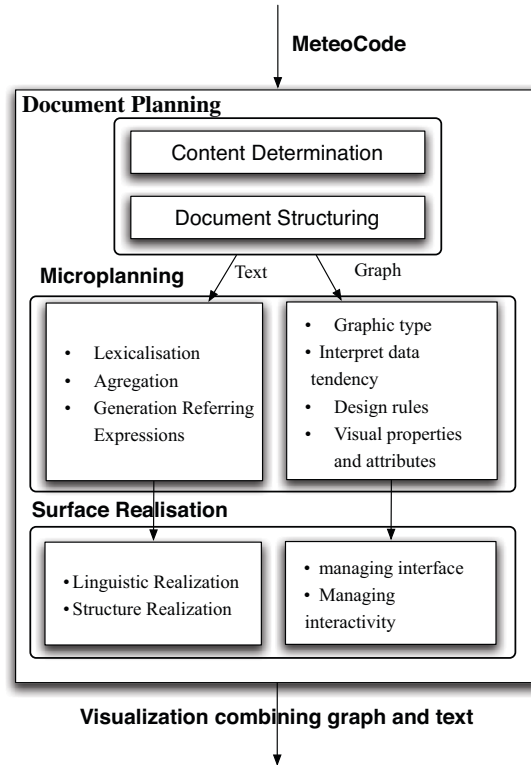 MeteoCode
Document Planning
Content Determination
Document Structuring
Text
Graph
Microplanning
• Lexicalisation
• Agregation
• Generation Referring
Expressions
• Graphic type
• Interpret data
tendency
• Design rules
• Visual properties
and attributes
Surface Realisation
• Linguistic Realization
• Structure Realization
• managing interface
• Managing
interactivity
Visualization combining graph and text